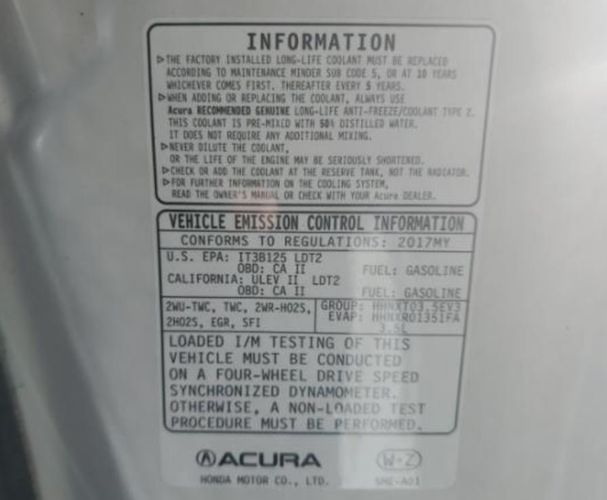 INFORMATION
▷THE FACTORY INSTALLED LONG-LIFE COOLANT MUST BE REPLACED
ACCORDING TO MAINTENANCE MINDER SUB CODE 5, OR AT 10 YEARS
WHICHEVER COMES FIRST. THEREAFTER EVERY 5 YEARS.
▷WHEN ADDING OR REPLACING THE COOLANT, ALWAYS USE
Acura RECOMMENDED GENUINE LONG-LIFE ANTI-FREEZE/COOLANT TYPE 2.
THIS COOLANT IS PRE-MIXED WITH 50% DISTILLED WATER.
IT DOES NOT REQUIRE ANY ADDITIONAL MIXING.
▷NEVER DILUTE THE COOLANT,
OR THE LIFE OF THE ENGINE MAY BE SERIOUSLY SHORTENED.
▷CHECK OR ADD THE COOLANT AT THE RESERVE TANK, NOT THE RADIATOR.
▷FOR FURTHER INFORMATION ON THE COOLING SYSTEM,
READ THE OWNER'S MANUAL OR CHECK WITH YOUR Acura DEALER.
VEHICLE EMISSION CONTROL INFORMATION
CONFORMS TO REGULATIONS: 2017MY
U.S. EPA: IT3B125 LDT2
OBD: CA II FUEL: GASOLINE
CALIFORNIA: ULEV II LDT2
OBD: CA II FUEL: GASOLINE
2WU-TWC, TWC, 2WR-HO2S,
2HO2S, EGR, SFI
GROUP: HHNXT03.5EV3
EVAP: HHNXR0135IFA
3.5L
LOADED I/M TESTING OF THIS
VEHICLE MUST BE CONDUCTED
ON A FOUR-WHEEL DRIVE SPEED
SYNCHRONIZED DYNAMOMETER.
OTHERWISE, A NON-LOADED TEST
PROCEDURE MUST BE PERFORMED.
ACURA W-Z
HONDA MOTOR CO., LTD.